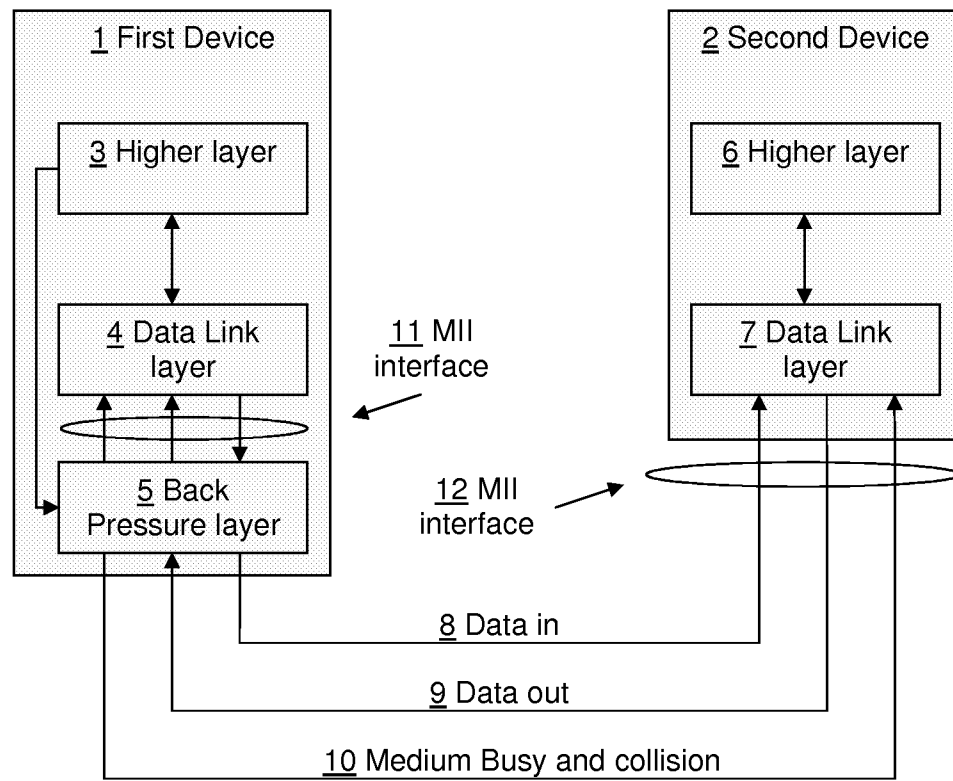 1 First Device
2 Second Device
3 Higher layer
6 Higher layer
4 Data Link
layer
11 MII
interface
7 Data Link
layer
5 Back
Pressure layer
12 MII
interface
8 Data in
9 Data out
10 Medium Busy and collision